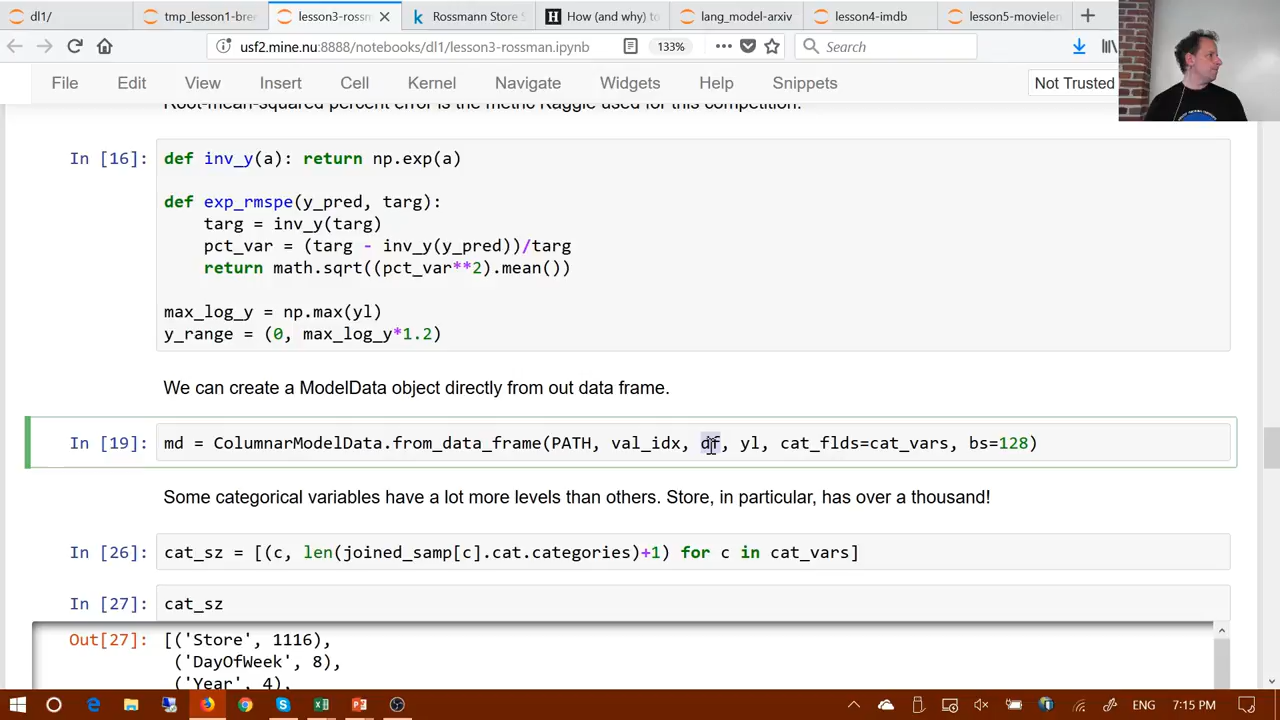 dl1/
tmp_lesson1-bre
lesson3-rossm
Rossmann Store S
How (and why) to
lang_model-arxiv
lesson4-imdb
lesson5-movielen
usf2.mine.nu:8888/notebooks/dl1/lesson3-rossman.ipynb
133%
Search
File Edit View Insert Cell Kernel Navigate Widgets Help Snippets Not Trusted
Root-mean-squared percent error is the metric Kaggle used for this competition.
In [16]: def inv_y(a): return np.exp(a)
def exp_rmspe(y_pred, targ):
targ = inv_y(targ)
pct_var = (targ - inv_y(y_pred))/targ
return math.sqrt((pct_var**2).mean())
max_log_y = np.max(yl)
y_range = (0, max_log_y*1.2)
We can create a ModelData object directly from out data frame.
In [19]: md = ColumnarModelData.from_data_frame(PATH, val_idx, df, yl, cat_flds=cat_vars, bs=128)
Some categorical variables have a lot more levels than others. Store, in particular, has over a thousand!
In [26]: cat_sz = [(c, len(joined_samp[c].cat.categories)+1) for c in cat_vars]
In [27]: cat_sz
Out[27]: [('Store', 1116),
('DayOfWeek', 8),
('Year', 4),
ENG 7:15 PM